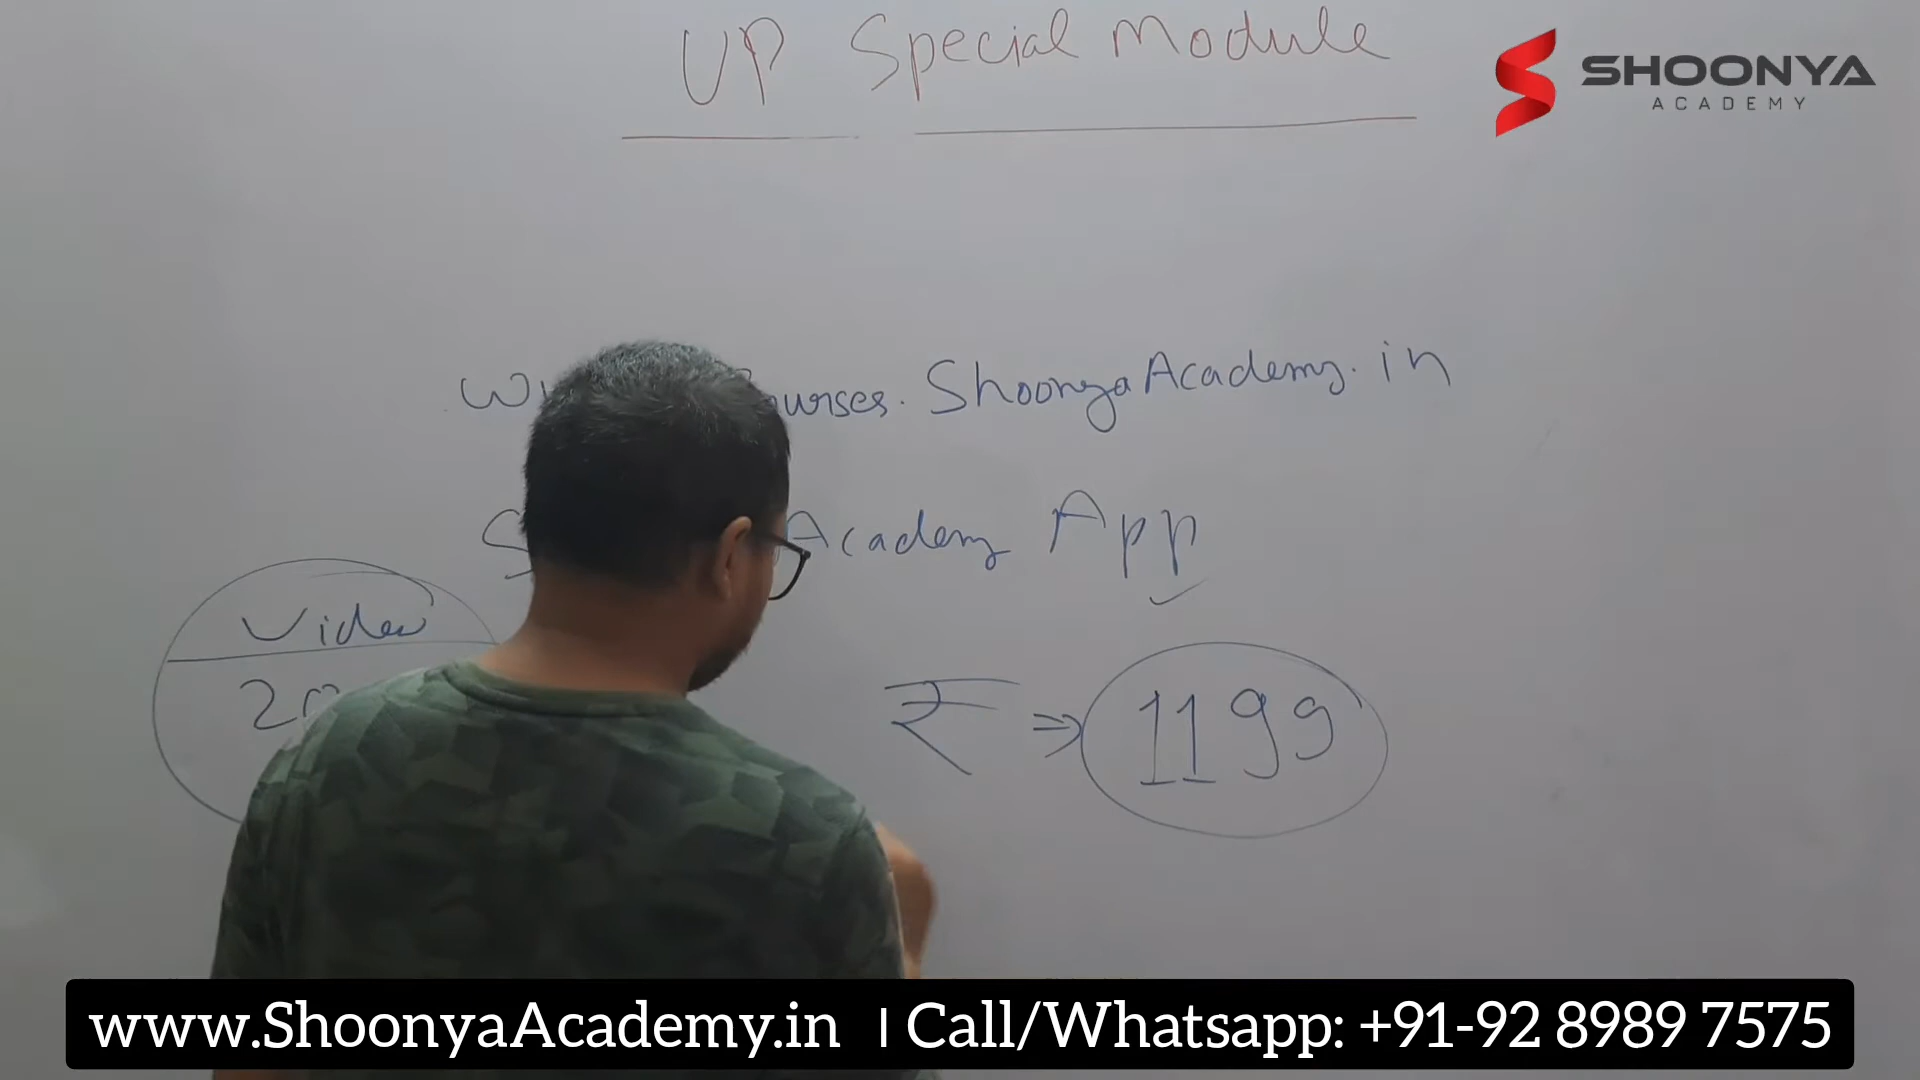 UP Special Module
SHOONYA
ACADEMY
ShoonyaAcademy.in
Academy App
Video
₹ ⇒ 1199
www.ShoonyaAcademy.in | Call/Whatsapp: +91-92 8989 7575